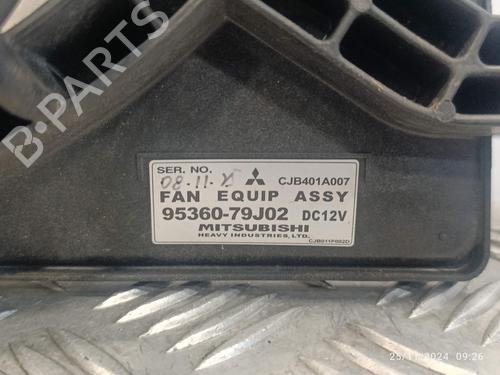 B-PARTS
SER. NO.
08.11.
CJB401A007
FAN EQUIP ASSY
95360-79J02 DC12V
MITSUBISHI
HEAVY INDUSTRIES, LTD.
CJB011F002D
25/11/2024 09:26